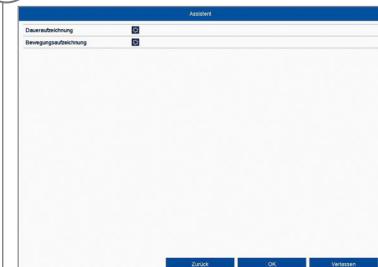 Assistent
Daueraufzeichnung
Bewegungsaufzeichnung
Zurück OK Verlassen